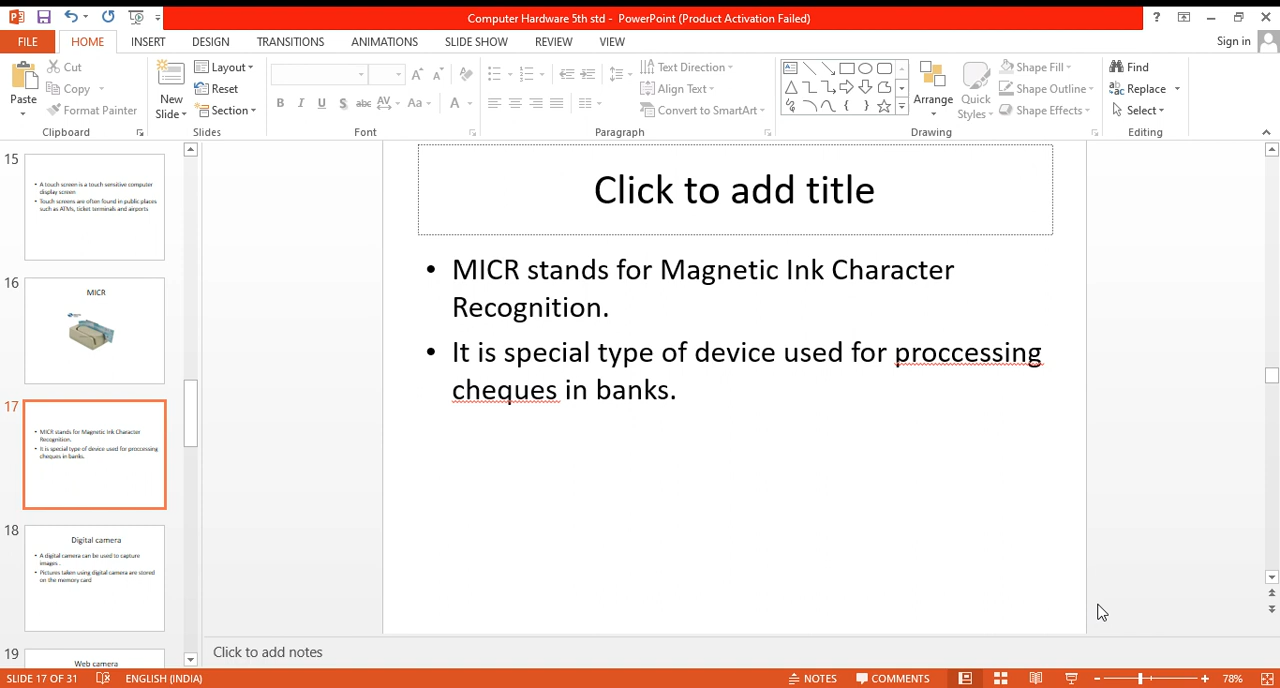 Computer Hardware 5th std - PowerPoint (Product Activation Failed)
FILE HOME INSERT DESIGN TRANSITIONS ANIMATIONS SLIDE SHOW REVIEW VIEW Sign in
Paste Cut Copy Format Painter Clipboard
New Slide Layout Reset Section Slides
Font
Text Direction Align Text Convert to SmartArt Paragraph
Arrange Quick Styles Shape Fill Shape Outline Shape Effects Drawing
Find Replace Select Editing
15
• A touch screen is a touch sensitive computer
display screen
• Touch screens are often found in public places
such as ATMs, ticket terminals and airports
16
MICR
17
• MICR stands for Magnetic Ink Character
Recognition.
• It is special type of device used for proccessing
cheques in banks.
18
Digital camera
• A digital camera can be used to capture
images .
• Pictures taken using digital camera are stored
on the memory card
19
Web camera
Click to add title
• MICR stands for Magnetic Ink Character
Recognition.
• It is special type of device used for proccessing
cheques in banks.
Click to add notes
SLIDE 17 OF 31 ENGLISH (INDIA) NOTES COMMENTS 78%